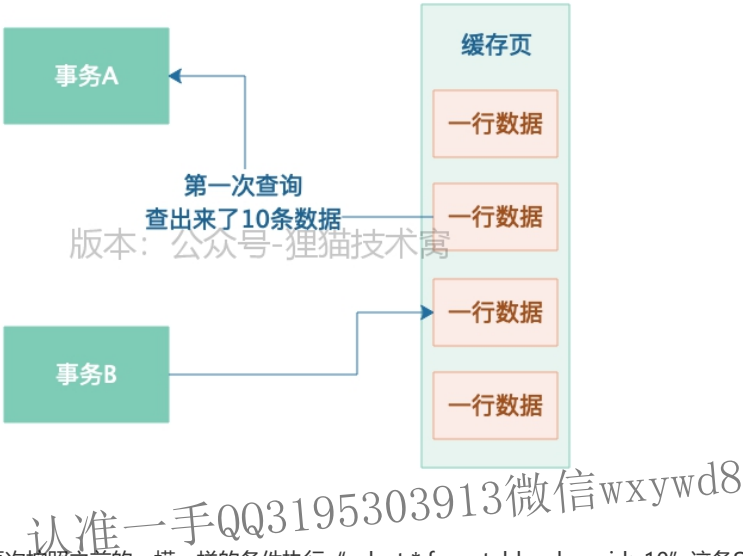 缓存页
事务A
一行数据
第一次查询
查出来了10条数据
一行数据
版本：公众号-狸猫技术窝
一行数据
事务B
一行数据
认准一手QQ3195303913微信wxywd8